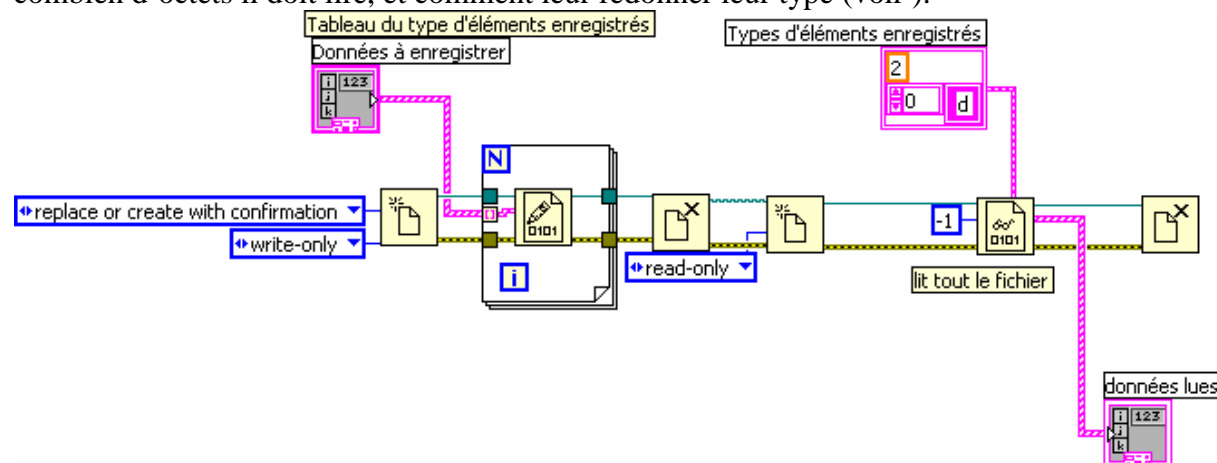 combien d'octets il doit lire, et comment leur redonner leur type (voir ).
Tableau du type d'éléments enregistrés
Types d'éléments enregistrés
Données à enregistrer
i 123
j
k
2
0 d
N
replace or create with confirmation
write-only
0101
i
read-only
-1
0101
lit tout le fichier
données lues
i 123
j
k